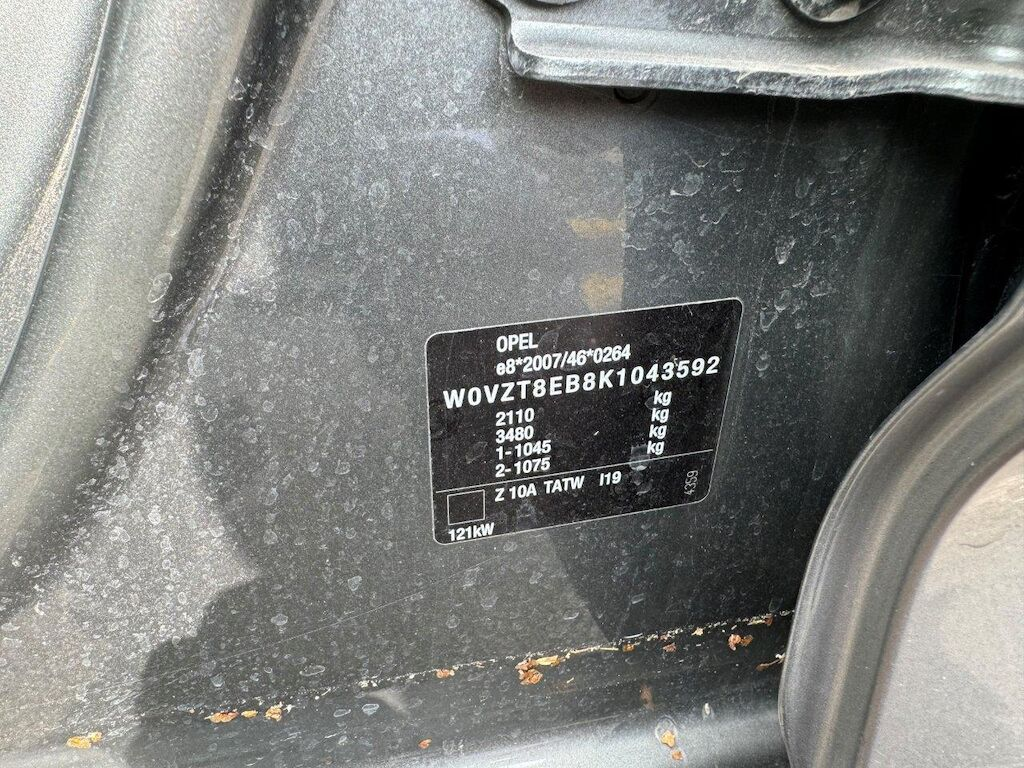 OPEL
e8*2007/46*0264
W0VZT8EB8K1043592
2110 kg
3480 kg
1-1045 kg
2-1075 kg
Z 10A TATW I19
4359
121kW